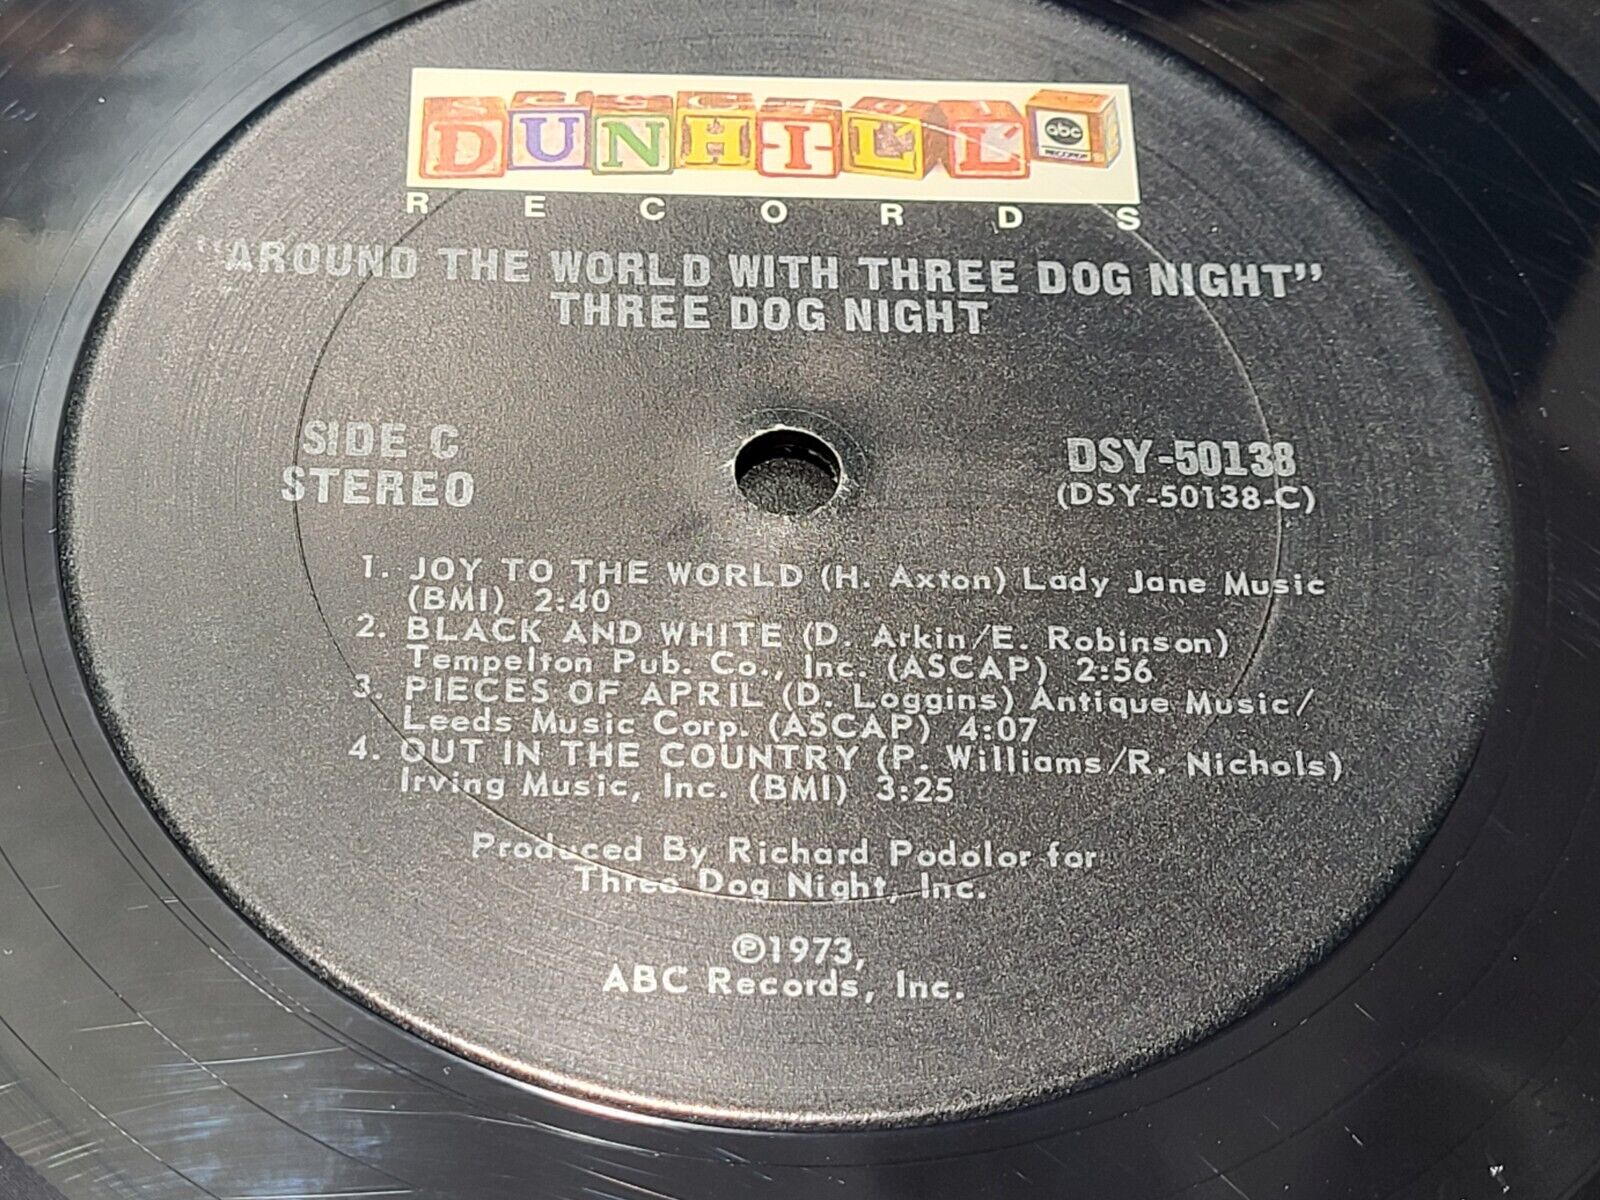 DUNHILL abc RECORDS
RECORDS
"AROUND THE WORLD WITH THREE DOG NIGHT"
THREE DOG NIGHT
SIDE C
STEREO
DSY-50138
(DSY-50138-C)
1. JOY TO THE WORLD (H. Axton) Lady Jane Music
(BMI) 2:40
2. BLACK AND WHITE (D. Arkin/E. Robinson)
Tempelton Pub. Co., Inc. (ASCAP) 2:56
3. PIECES OF APRIL (D. Loggins) Antique Music/
Leeds Music Corp. (ASCAP) 4:07
4. OUT IN THE COUNTRY (P. Williams/R. Nichols)
Irving Music, Inc. (BMI) 3:25
Produced By Richard Podolor for
Three Dog Night, Inc.
℗1973,
ABC Records, Inc.